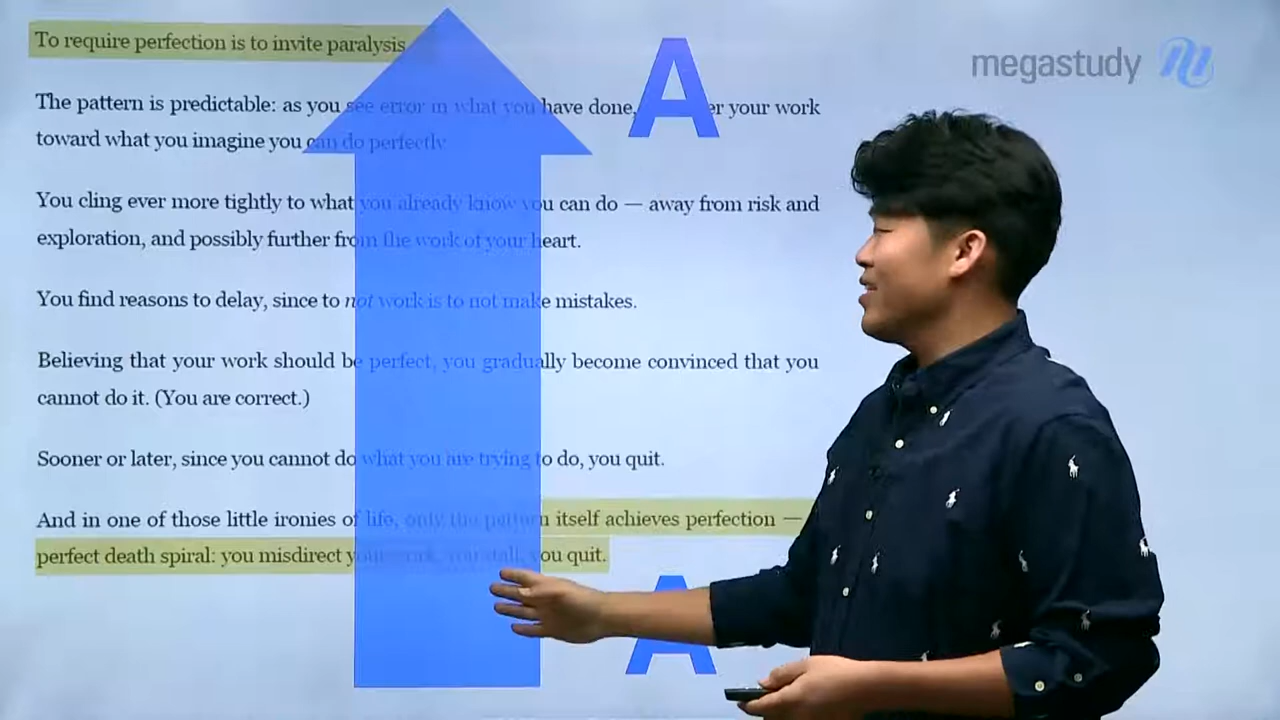 To require perfection is to invite paralysis
megastudy
A
The pattern is predictable: as you see error in what you have done, er your work
toward what you imagine you can do perfectly
You cling ever more tightly to what you already know you can do — away from risk and
exploration, and possibly further from the work of your heart.
You find reasons to delay, since to not work is to not make mistakes.
Believing that your work should be perfect, you gradually become convinced that you
cannot do it. (You are correct.)
Sooner or later, since you cannot do what you are trying to do, you quit.
And in one of those little ironies of life, only the pattern itself achieves perfection —
perfect death spiral: you misdirect your work, you stall, you quit.
A